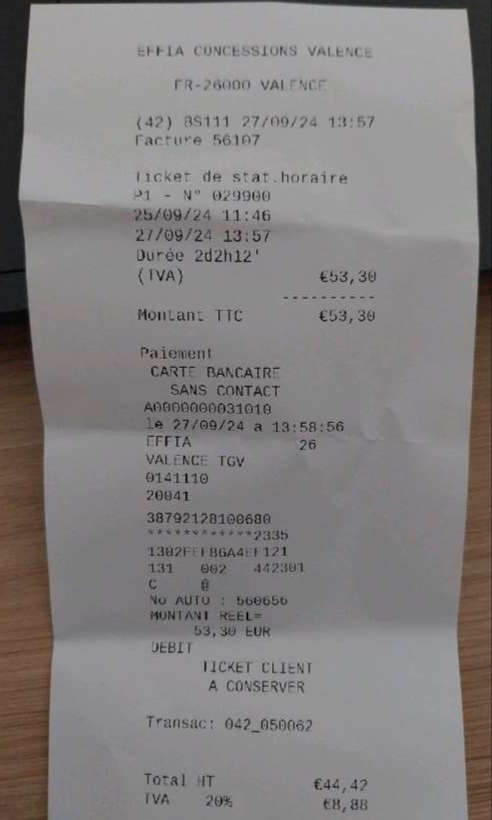 EFFIA CONCESSIONS VALENCE
FR-26000 VALENCE
(42) BS111 27/09/24 13:57
Facture 56107
Ticket de stat.horaire
P1 - N° 029900
25/09/24 11:46
27/09/24 13:57
Durée 2d2h12'
(TVA) €53,30
----------
Montant TTC €53,30
Paiement
CARTE BANCAIRE
SANS CONTACT
A0000000031010
le 27/09/24 a 13:58:56
EFFIA 26
VALENCE TGV
0141110
20041
38792128100680
************2335
1302FEF86A4EF121
131 002 442301
C @
No AUTO : 560656
MONTANT REEL=
53,30 EUR
DEBIT
TICKET CLIENT
A CONSERVER
Transac: 042_050062
Total HT €44,42
TVA 20% €8,88